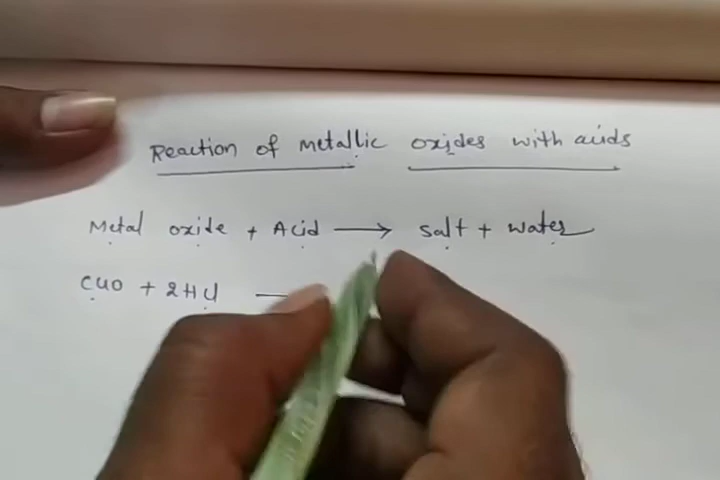 Reaction of metallic oxides with acids
Metal oxide + Acid → salt + water
CuO + 2HCl —